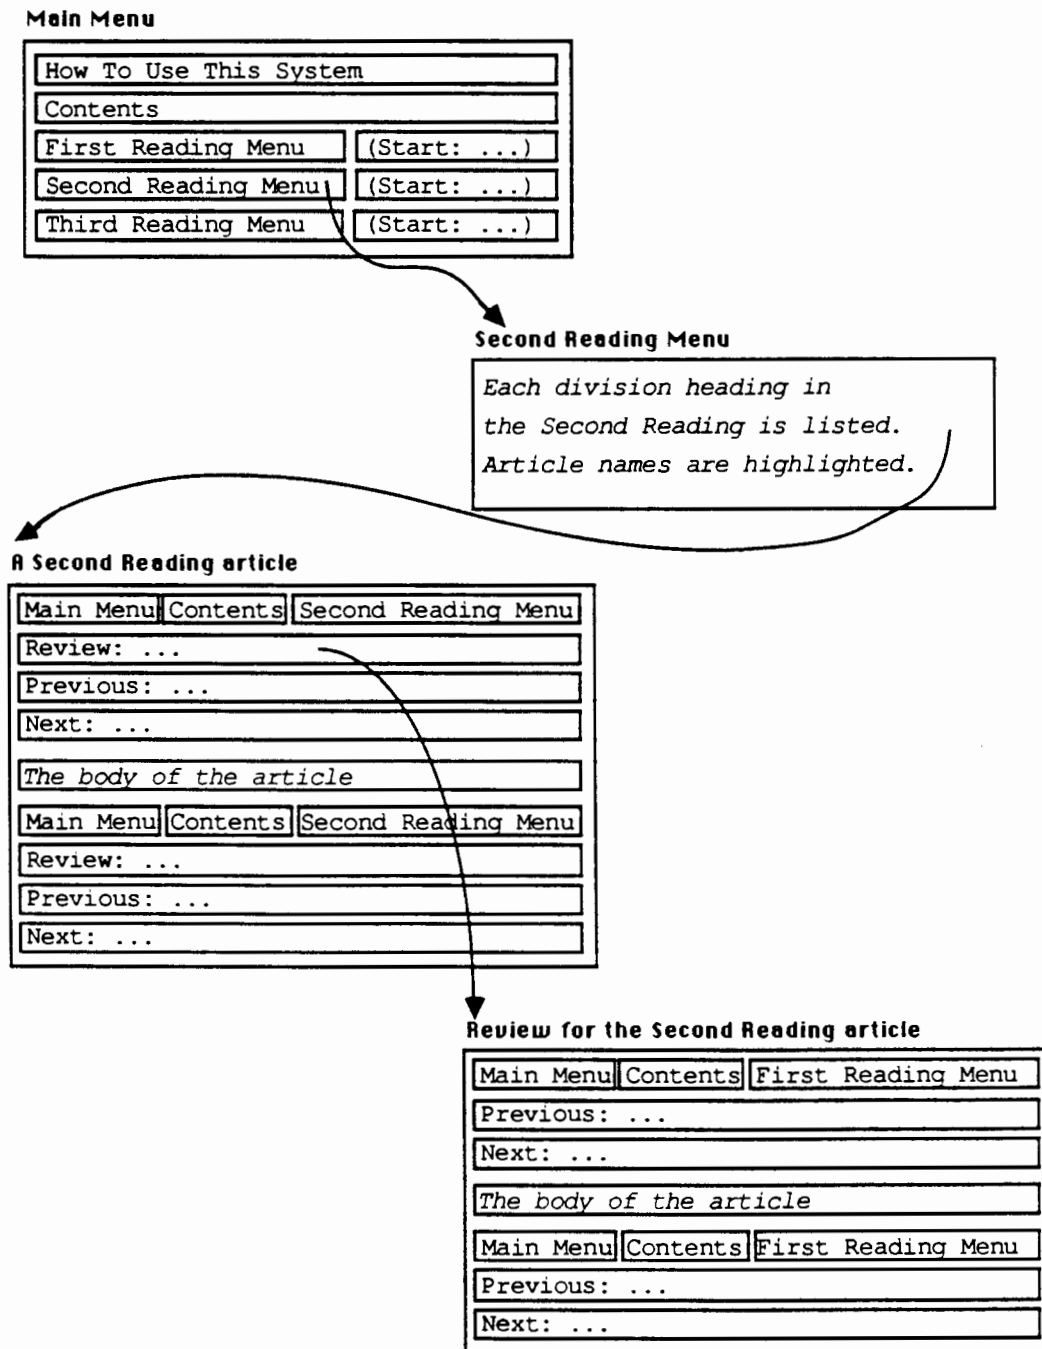 Main Menu
How To Use This System
Contents
First Reading Menu (Start: ...)
Second Reading Menu (Start: ...)
Third Reading Menu (Start: ...)
Second Reading Menu
Each division heading in
the Second Reading is listed.
Article names are highlighted.
A Second Reading article
Main Menu Contents Second Reading Menu
Review: ...
Previous: ...
Next: ...
The body of the article
Main Menu Contents Second Reading Menu
Review: ...
Previous: ...
Next: ...
Review for the Second Reading article
Main Menu Contents First Reading Menu
Previous: ...
Next: ...
The body of the article
Main Menu Contents First Reading Menu
Previous: ...
Next: ...